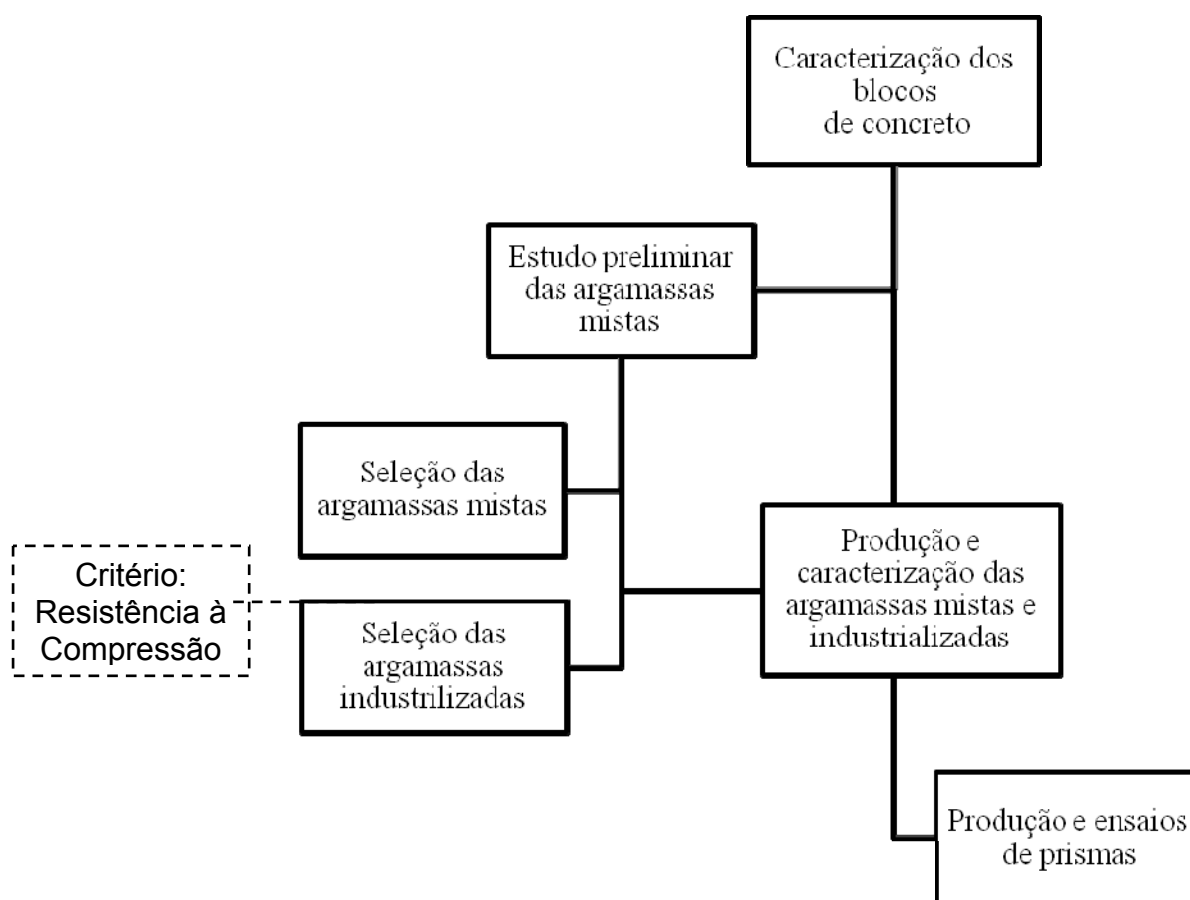 Caracterização dos
blocos
de concreto
Estudo preliminar
das argamassas
mistas
Seleção das
argamassas mistas
Critério:
Resistência à
Compressão
Seleção das
argamassas
industrilizadas
Produção e
caracterização das
argamassas mistas e
industrializadas
Produção e ensaios
de prismas